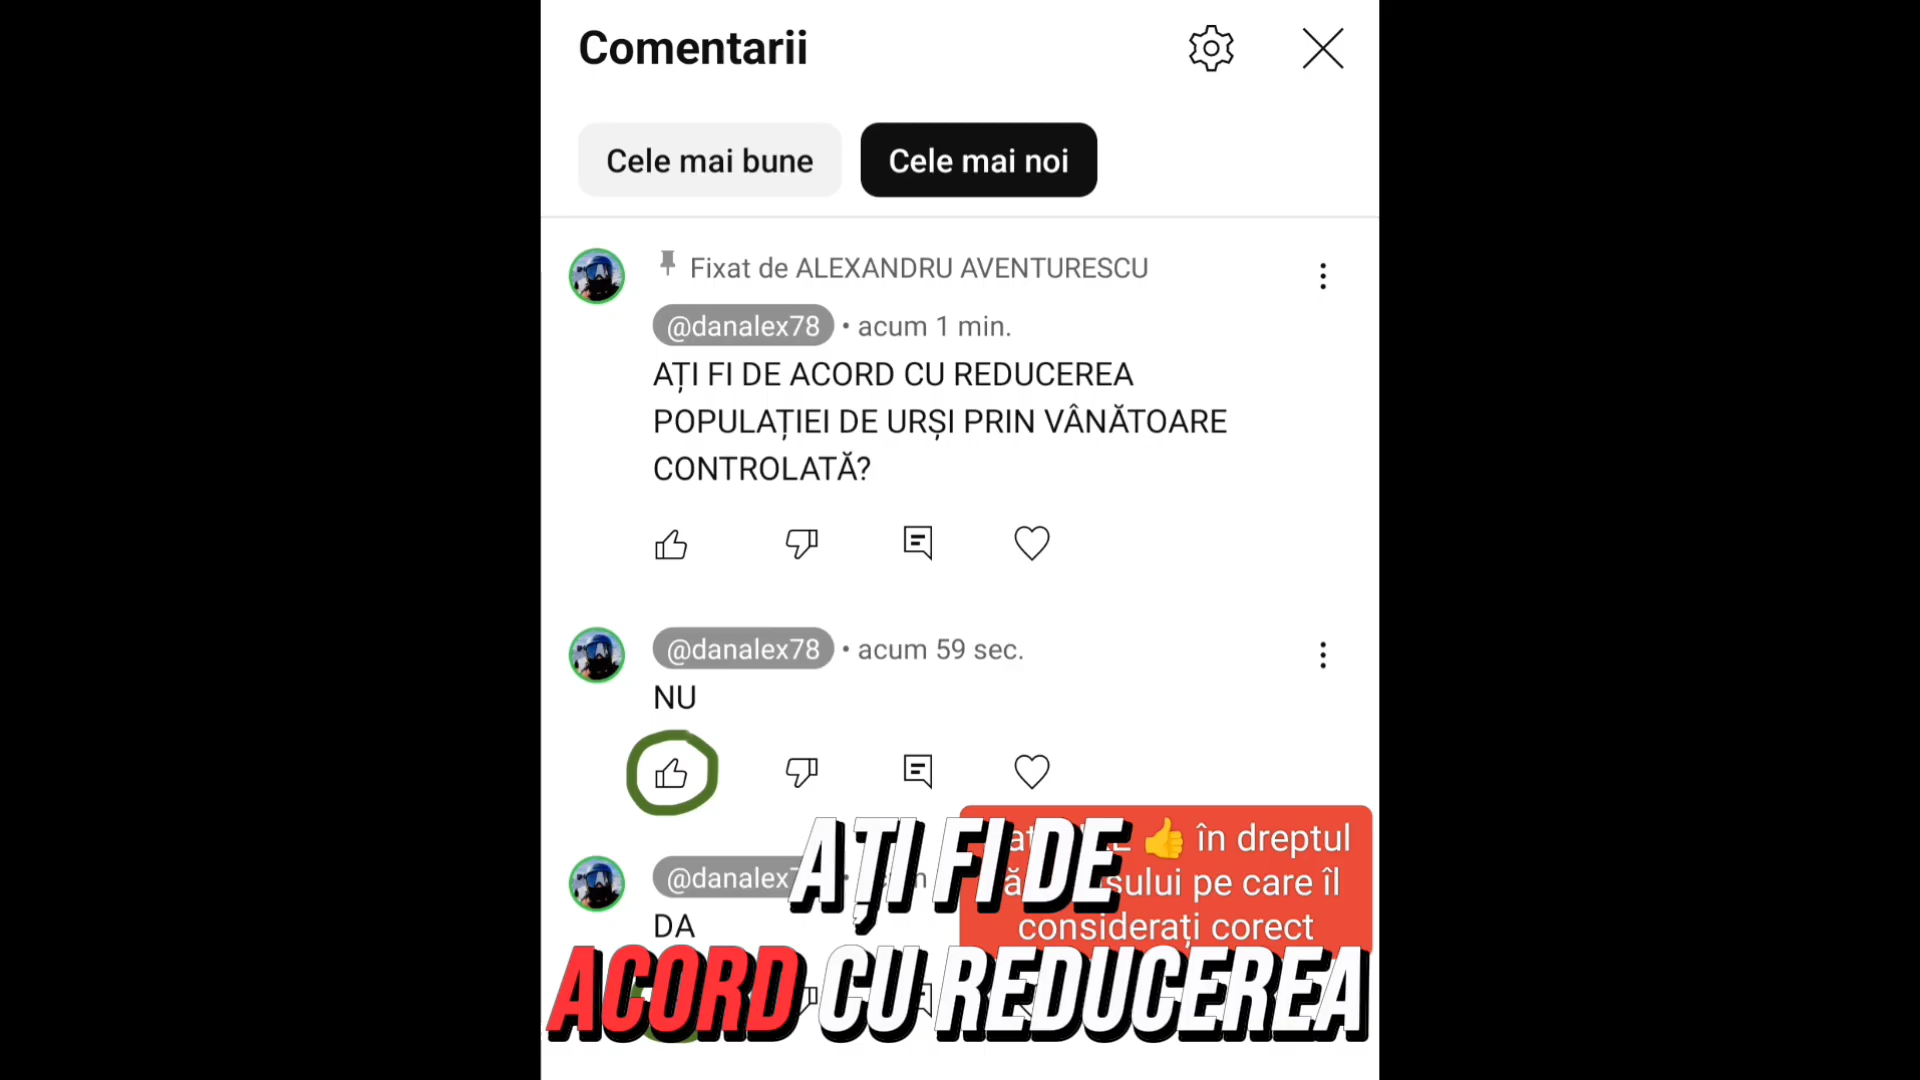 Comentarii
Cele mai bune
Cele mai noi
Fixat de ALEXANDRU AVENTURESCU
@danalex78 • acum 1 min.
AȚI FI DE ACORD CU REDUCEREA
POPULAȚIEI DE URȘI PRIN VÂNĂTOARE
CONTROLATĂ?
@danalex78 • acum 59 sec.
NU
în dreptul
pe care îl
considerați corect
DA
AȚI FI DE
ACORD CU REDUCEREA